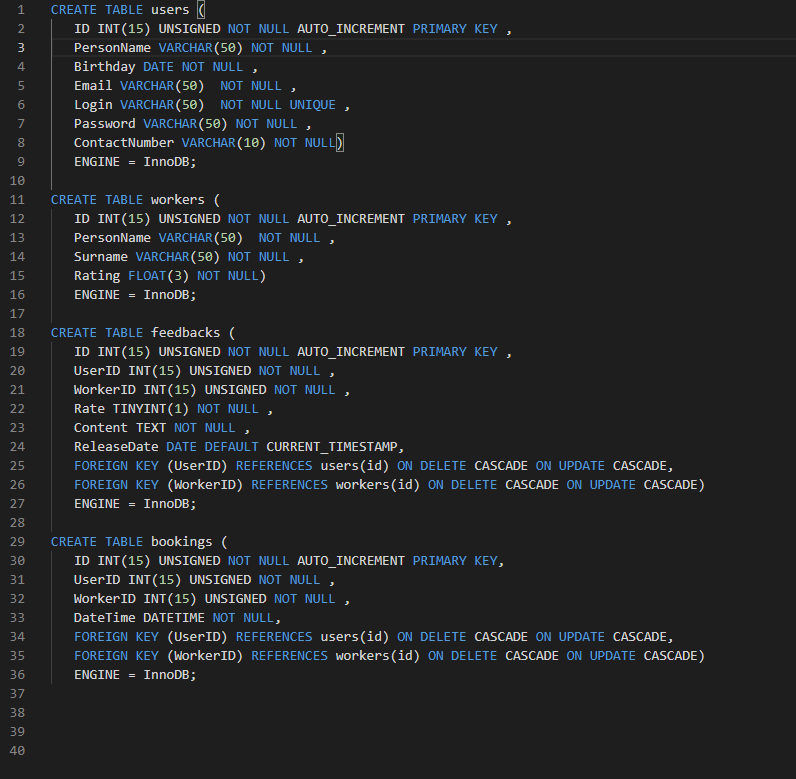 1 CREATE TABLE users (
2 ID INT(15) UNSIGNED NOT NULL AUTO_INCREMENT PRIMARY KEY ,
3 PersonName VARCHAR(50) NOT NULL ,
4 Birthday DATE NOT NULL ,
5 Email VARCHAR(50)  NOT NULL ,
6 Login VARCHAR(50)  NOT NULL UNIQUE ,
7 Password VARCHAR(50) NOT NULL ,
8 ContactNumber VARCHAR(10) NOT NULL)
9 ENGINE = InnoDB;
10
11 CREATE TABLE workers (
12 ID INT(15) UNSIGNED NOT NULL AUTO_INCREMENT PRIMARY KEY ,
13 PersonName VARCHAR(50)  NOT NULL ,
14 Surname VARCHAR(50) NOT NULL ,
15 Rating FLOAT(3) NOT NULL)
16 ENGINE = InnoDB;
17
18 CREATE TABLE feedbacks (
19 ID INT(15) UNSIGNED NOT NULL AUTO_INCREMENT PRIMARY KEY ,
20 UserID INT(15) UNSIGNED NOT NULL ,
21 WorkerID INT(15) UNSIGNED NOT NULL ,
22 Rate TINYINT(1) NOT NULL ,
23 Content TEXT NOT NULL ,
24 ReleaseDate DATE DEFAULT CURRENT_TIMESTAMP,
25 FOREIGN KEY (UserID) REFERENCES users(id) ON DELETE CASCADE ON UPDATE CASCADE,
26 FOREIGN KEY (WorkerID) REFERENCES workers(id) ON DELETE CASCADE ON UPDATE CASCADE)
27 ENGINE = InnoDB;
28
29 CREATE TABLE bookings (
30 ID INT(15) UNSIGNED NOT NULL AUTO_INCREMENT PRIMARY KEY,
31 UserID INT(15) UNSIGNED NOT NULL ,
32 WorkerID INT(15) UNSIGNED NOT NULL ,
33 DateTime DATETIME NOT NULL,
34 FOREIGN KEY (UserID) REFERENCES users(id) ON DELETE CASCADE ON UPDATE CASCADE,
35 FOREIGN KEY (WorkerID) REFERENCES workers(id) ON DELETE CASCADE ON UPDATE CASCADE)
36 ENGINE = InnoDB;
37
38
39
40